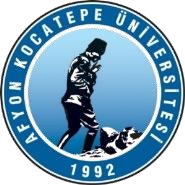 AFYON KOCATEPE ÜNİVERSİTESİ
1992